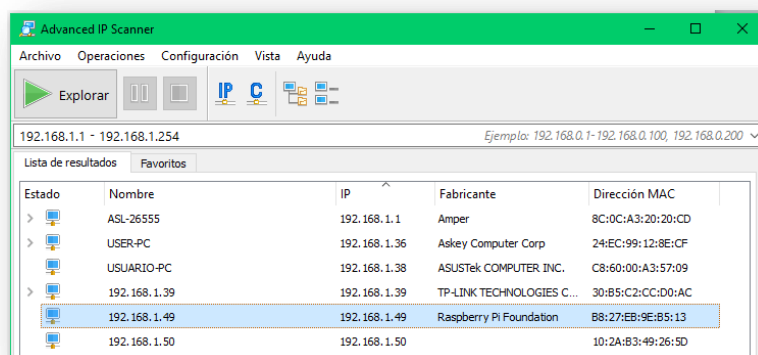 Advanced IP Scanner
Archivo Operaciones Configuración Vista Ayuda
Explorar IP C
192.168.1.1 - 192.168.1.254 Ejemplo: 192.168.0.1-192.168.0.100, 192.168.0.200
Lista de resultados Favoritos
Estado Nombre IP Fabricante Dirección MAC
ASL-26555 192.168.1.1 Amper 8C:0C:A3:20:20:CD
USER-PC 192.168.1.36 Askey Computer Corp 24:EC:99:12:8E:CF
USUARIO-PC 192.168.1.38 ASUSTek COMPUTER INC. C8:60:00:A3:57:09
192.168.1.39 192.168.1.39 TP-LINK TECHNOLOGIES C... 30:B5:C2:CC:D0:AC
192.168.1.49 192.168.1.49 Raspberry Pi Foundation B8:27:EB:9E:B5:13
192.168.1.50 192.168.1.50 10:2A:B3:49:26:5D